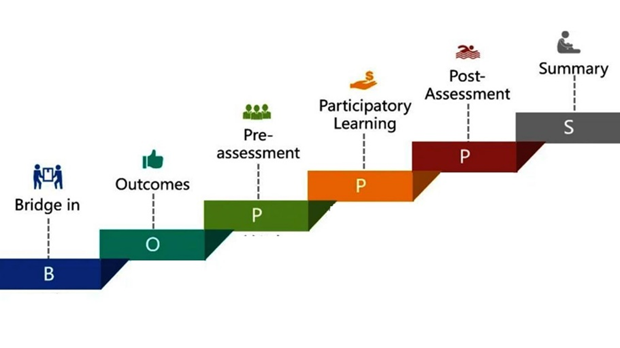 Bridge in
B
Outcomes
O
Pre-
assessment
P
Participatory
Learning
P
Post-
Assessment
P
Summary
S